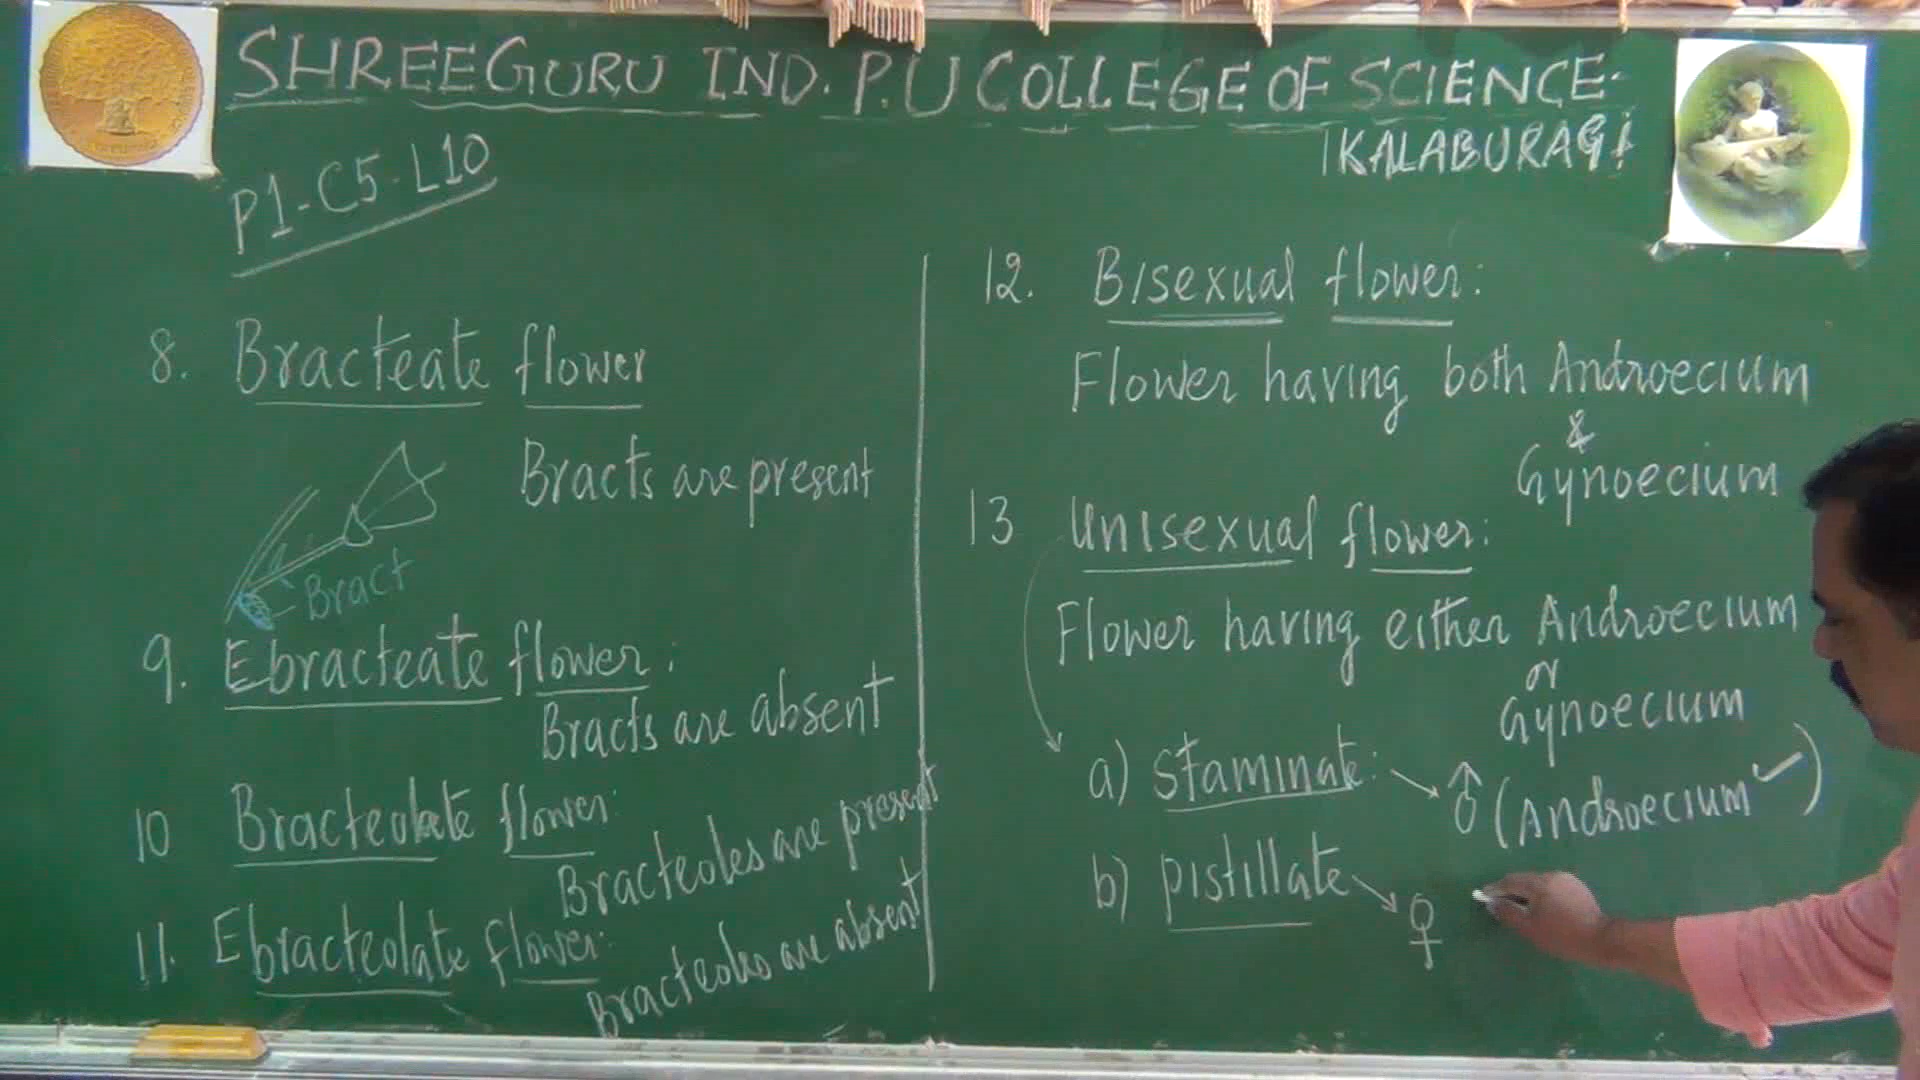 SHREEGURU IND. P.U COLLEGE OF SCIENCE-
KALABURAGI
P1-C5-L10
8. Bracteate flower
Bracts are present
Bract
9. Ebracteate flower:
Bracts are absent
10 Bracteolate flower:
Bracteoles are present
11. Ebracteolate flower:
Bracteoles are absent
12. Bisexual flower:
Flower having both Androecium
&
Gynoecium
13 Unisexual flower:
Flower having either Androecium
or
Gynoecium
a) Staminate: → ♂ (Androecium ✓)
b) Pistillate → ♀